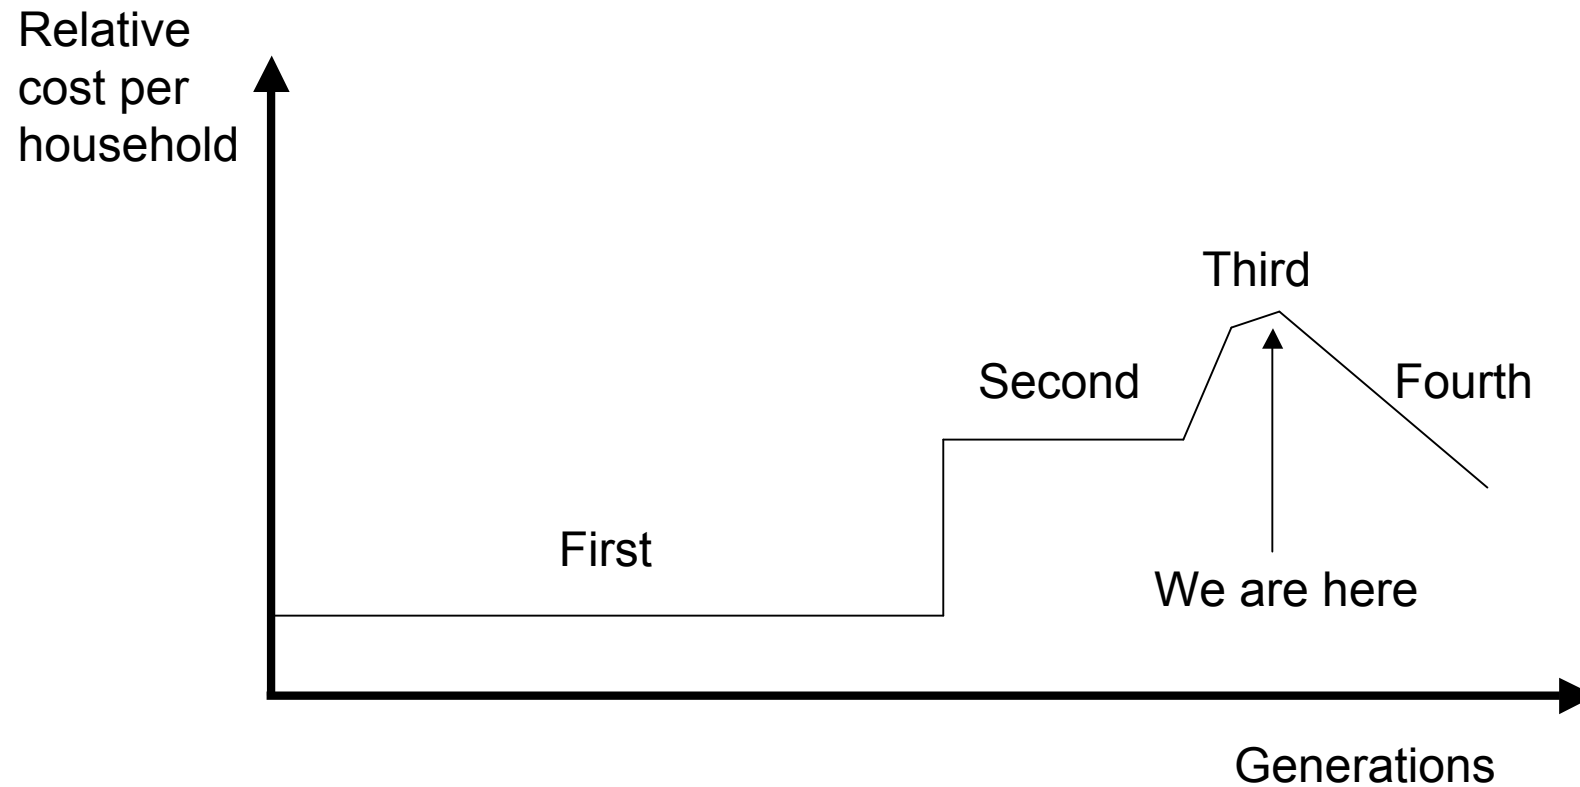 Relative
cost per
household
Third
Second
Fourth
First
We are here
Generations